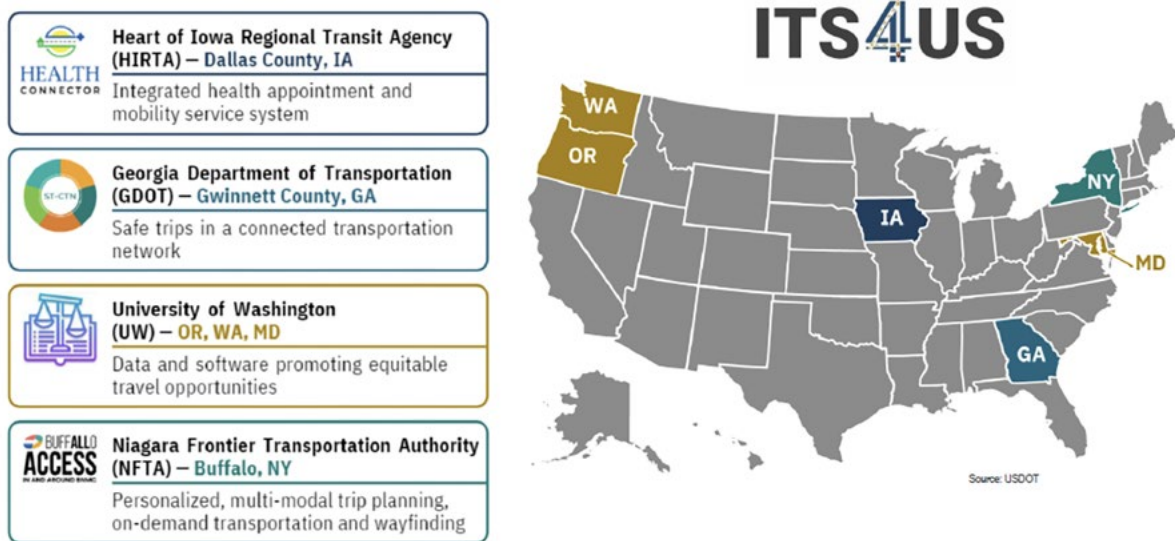 HEALTH
CONNECTOR
Heart of Iowa Regional Transit Agency
(HIRTA) — Dallas County, IA
Integrated health appointment and
mobility service system
ST-CTN
Georgia Department of Transportation
(GDOT) — Gwinnett County, GA
Safe trips in a connected transportation
network
University of Washington
(UW) — OR, WA, MD
Data and software promoting equitable
travel opportunities
BUFFALLO
ACCESS
IN AND AROUND BNMC
Niagara Frontier Transportation Authority
(NFTA) — Buffalo, NY
Personalized, multi-modal trip planning,
on-demand transportation and wayfinding
ITS4US
WA
OR
IA
NY
MD
GA
Source: USDOT